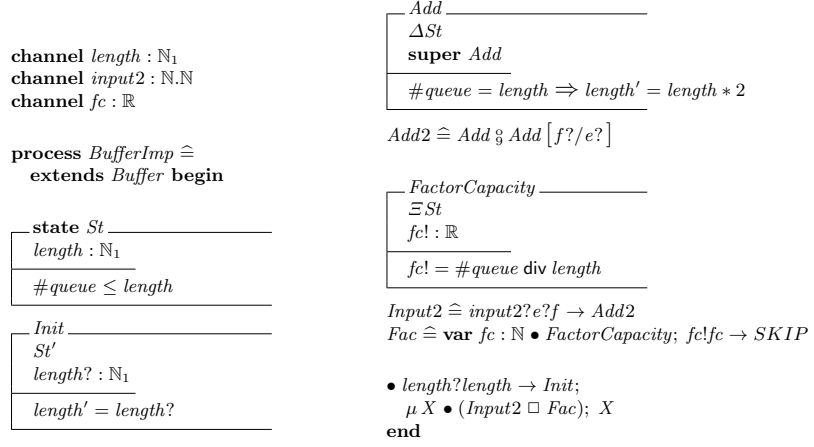 channel length : ℕ₁
channel input2 : ℕ.ℕ
channel fc : ℝ
process BufferImp ≙
extends Buffer begin
state St
length : ℕ₁
#queue ≤ length
Init
St′
length? : ℕ₁
length′ = length?
Add
ΔSt
super Add
#queue = length ⇒ length′ = length ∗ 2
Add2 ≙ Add ⨟ Add [f?/e?]
FactorCapacity
ΞSt
fc! : ℝ
fc! = #queue div length
Input2 ≙ input2?e?f → Add2
Fac ≙ var fc : ℕ • FactorCapacity; fc!fc → SKIP
• length?length → Init;
μ X • (Input2 □ Fac); X
end